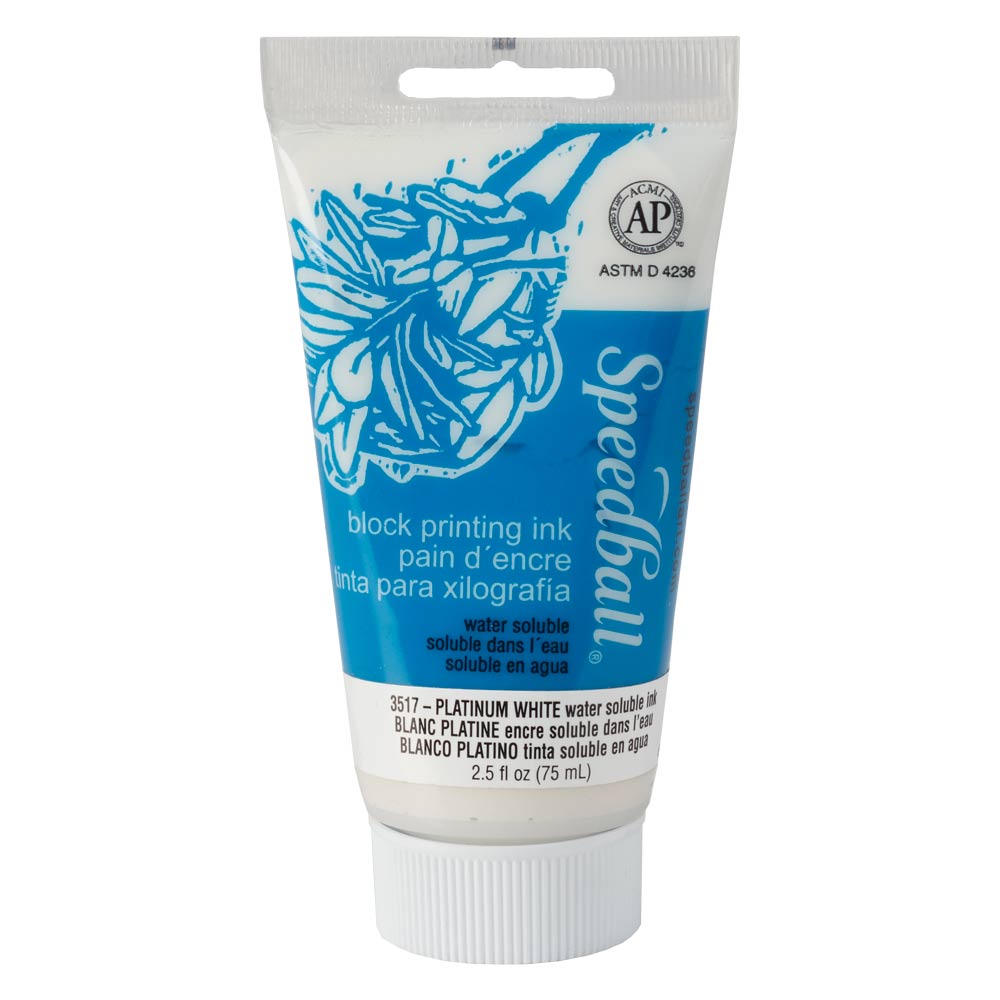 ACMI
AP
ASTM D 4236
Speedball®
block printing ink
pain d´encre
tinta para xilografía
water soluble
soluble dans l´eau
soluble en agua
3517 – PLATINUM WHITE water soluble ink
BLANC PLATINE encre soluble dans l'eau
BLANCO PLATINO tinta soluble en agua
2.5 fl oz (75 mL)